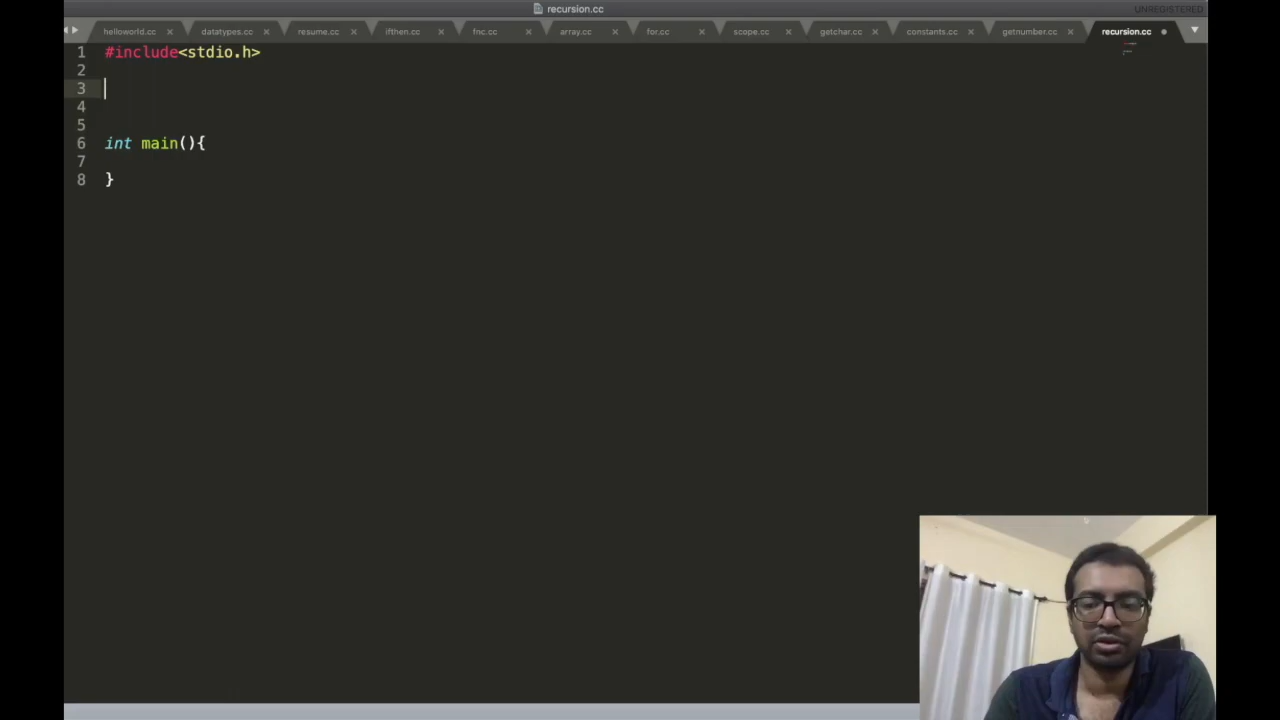 recursion.cc
UNREGISTERED
helloworld.cc datatypes.cc resume.cc ifthen.cc fnc.cc array.cc for.cc scope.cc getchar.cc constants.cc getnumber.cc recursion.cc
1 #include<stdio.h>
2
3
4
5
6 int main(){
7
8 }